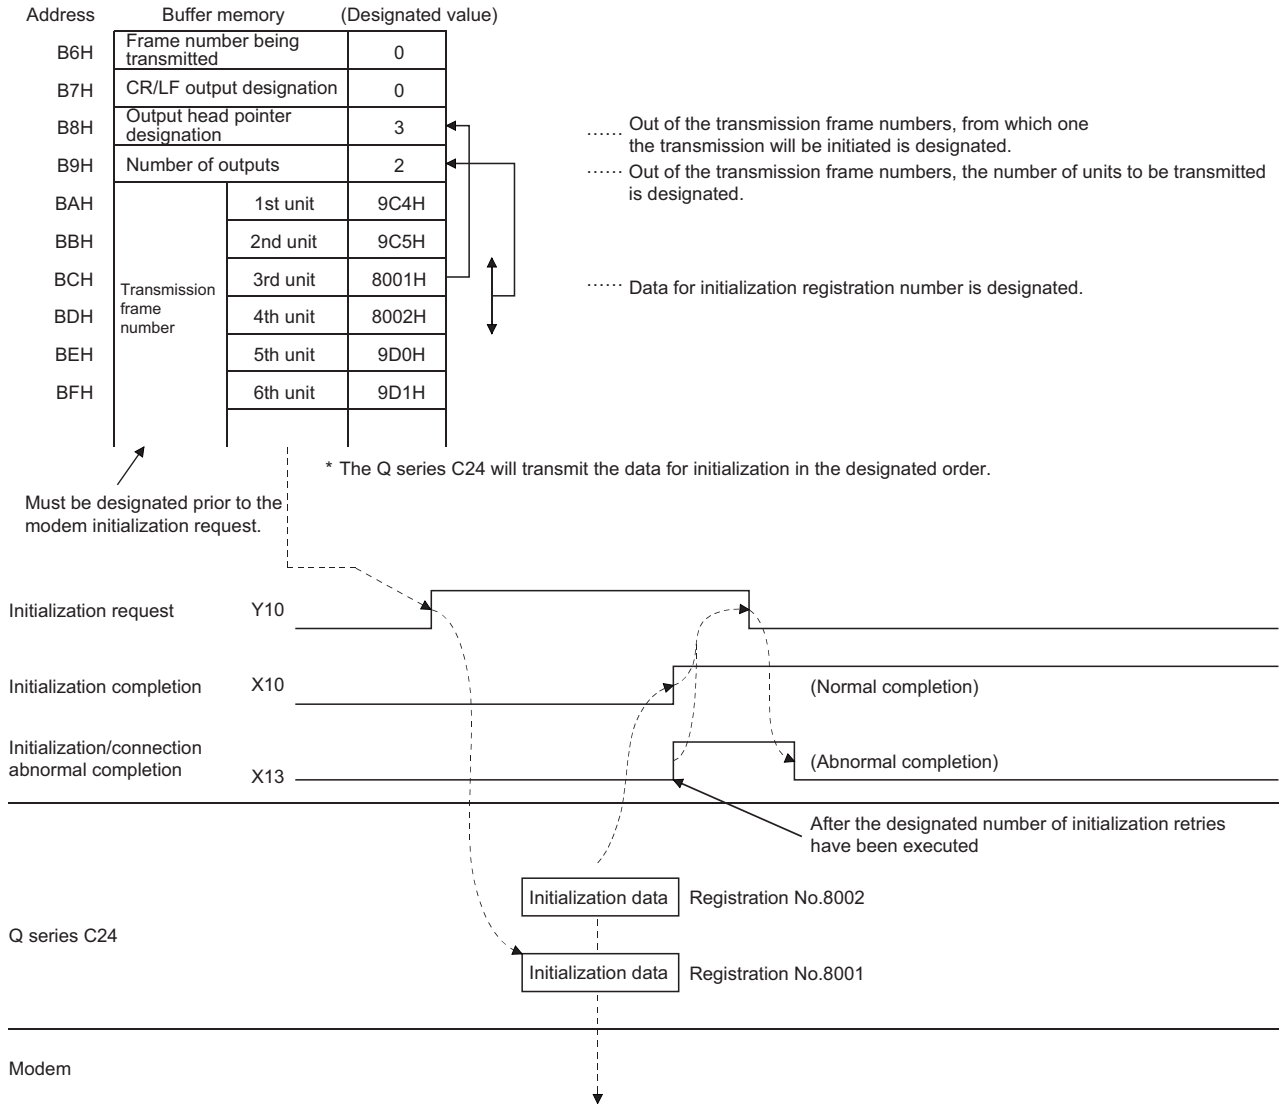 Address Buffer memory (Designated value)
B6H Frame number being transmitted 0
B7H CR/LF output designation 0
B8H Output head pointer designation 3
…… Out of the transmission frame numbers, from which one
the transmission will be initiated is designated.
B9H Number of outputs 2
…… Out of the transmission frame numbers, the number of units to be transmitted
is designated.
BAH 1st unit 9C4H
BBH 2nd unit 9C5H
BCH 3rd unit 8001H
…… Data for initialization registration number is designated.
Transmission
frame
number
BDH 4th unit 8002H
BEH 5th unit 9D0H
BFH 6th unit 9D1H
* The Q series C24 will transmit the data for initialization in the designated order.
Must be designated prior to the
modem initialization request.
Initialization request Y10
Initialization completion X10 (Normal completion)
Initialization/connection
abnormal completion X13 (Abnormal completion)
After the designated number of initialization retries
have been executed
Initialization data Registration No.8002
Q series C24
Initialization data Registration No.8001
Modem